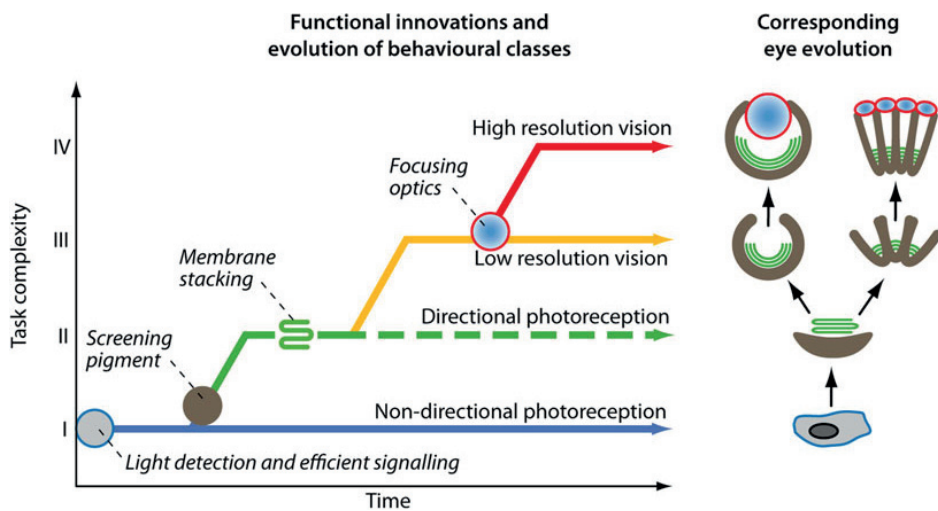 Functional innovations and
evolution of behavioural classes
Corresponding
eye evolution
Task complexity
IV
III
II
I
High resolution vision
Focusing
optics
Low resolution vision
Membrane
stacking
Directional photoreception
Screening
pigment
Non-directional photoreception
Light detection and efficient signalling
Time